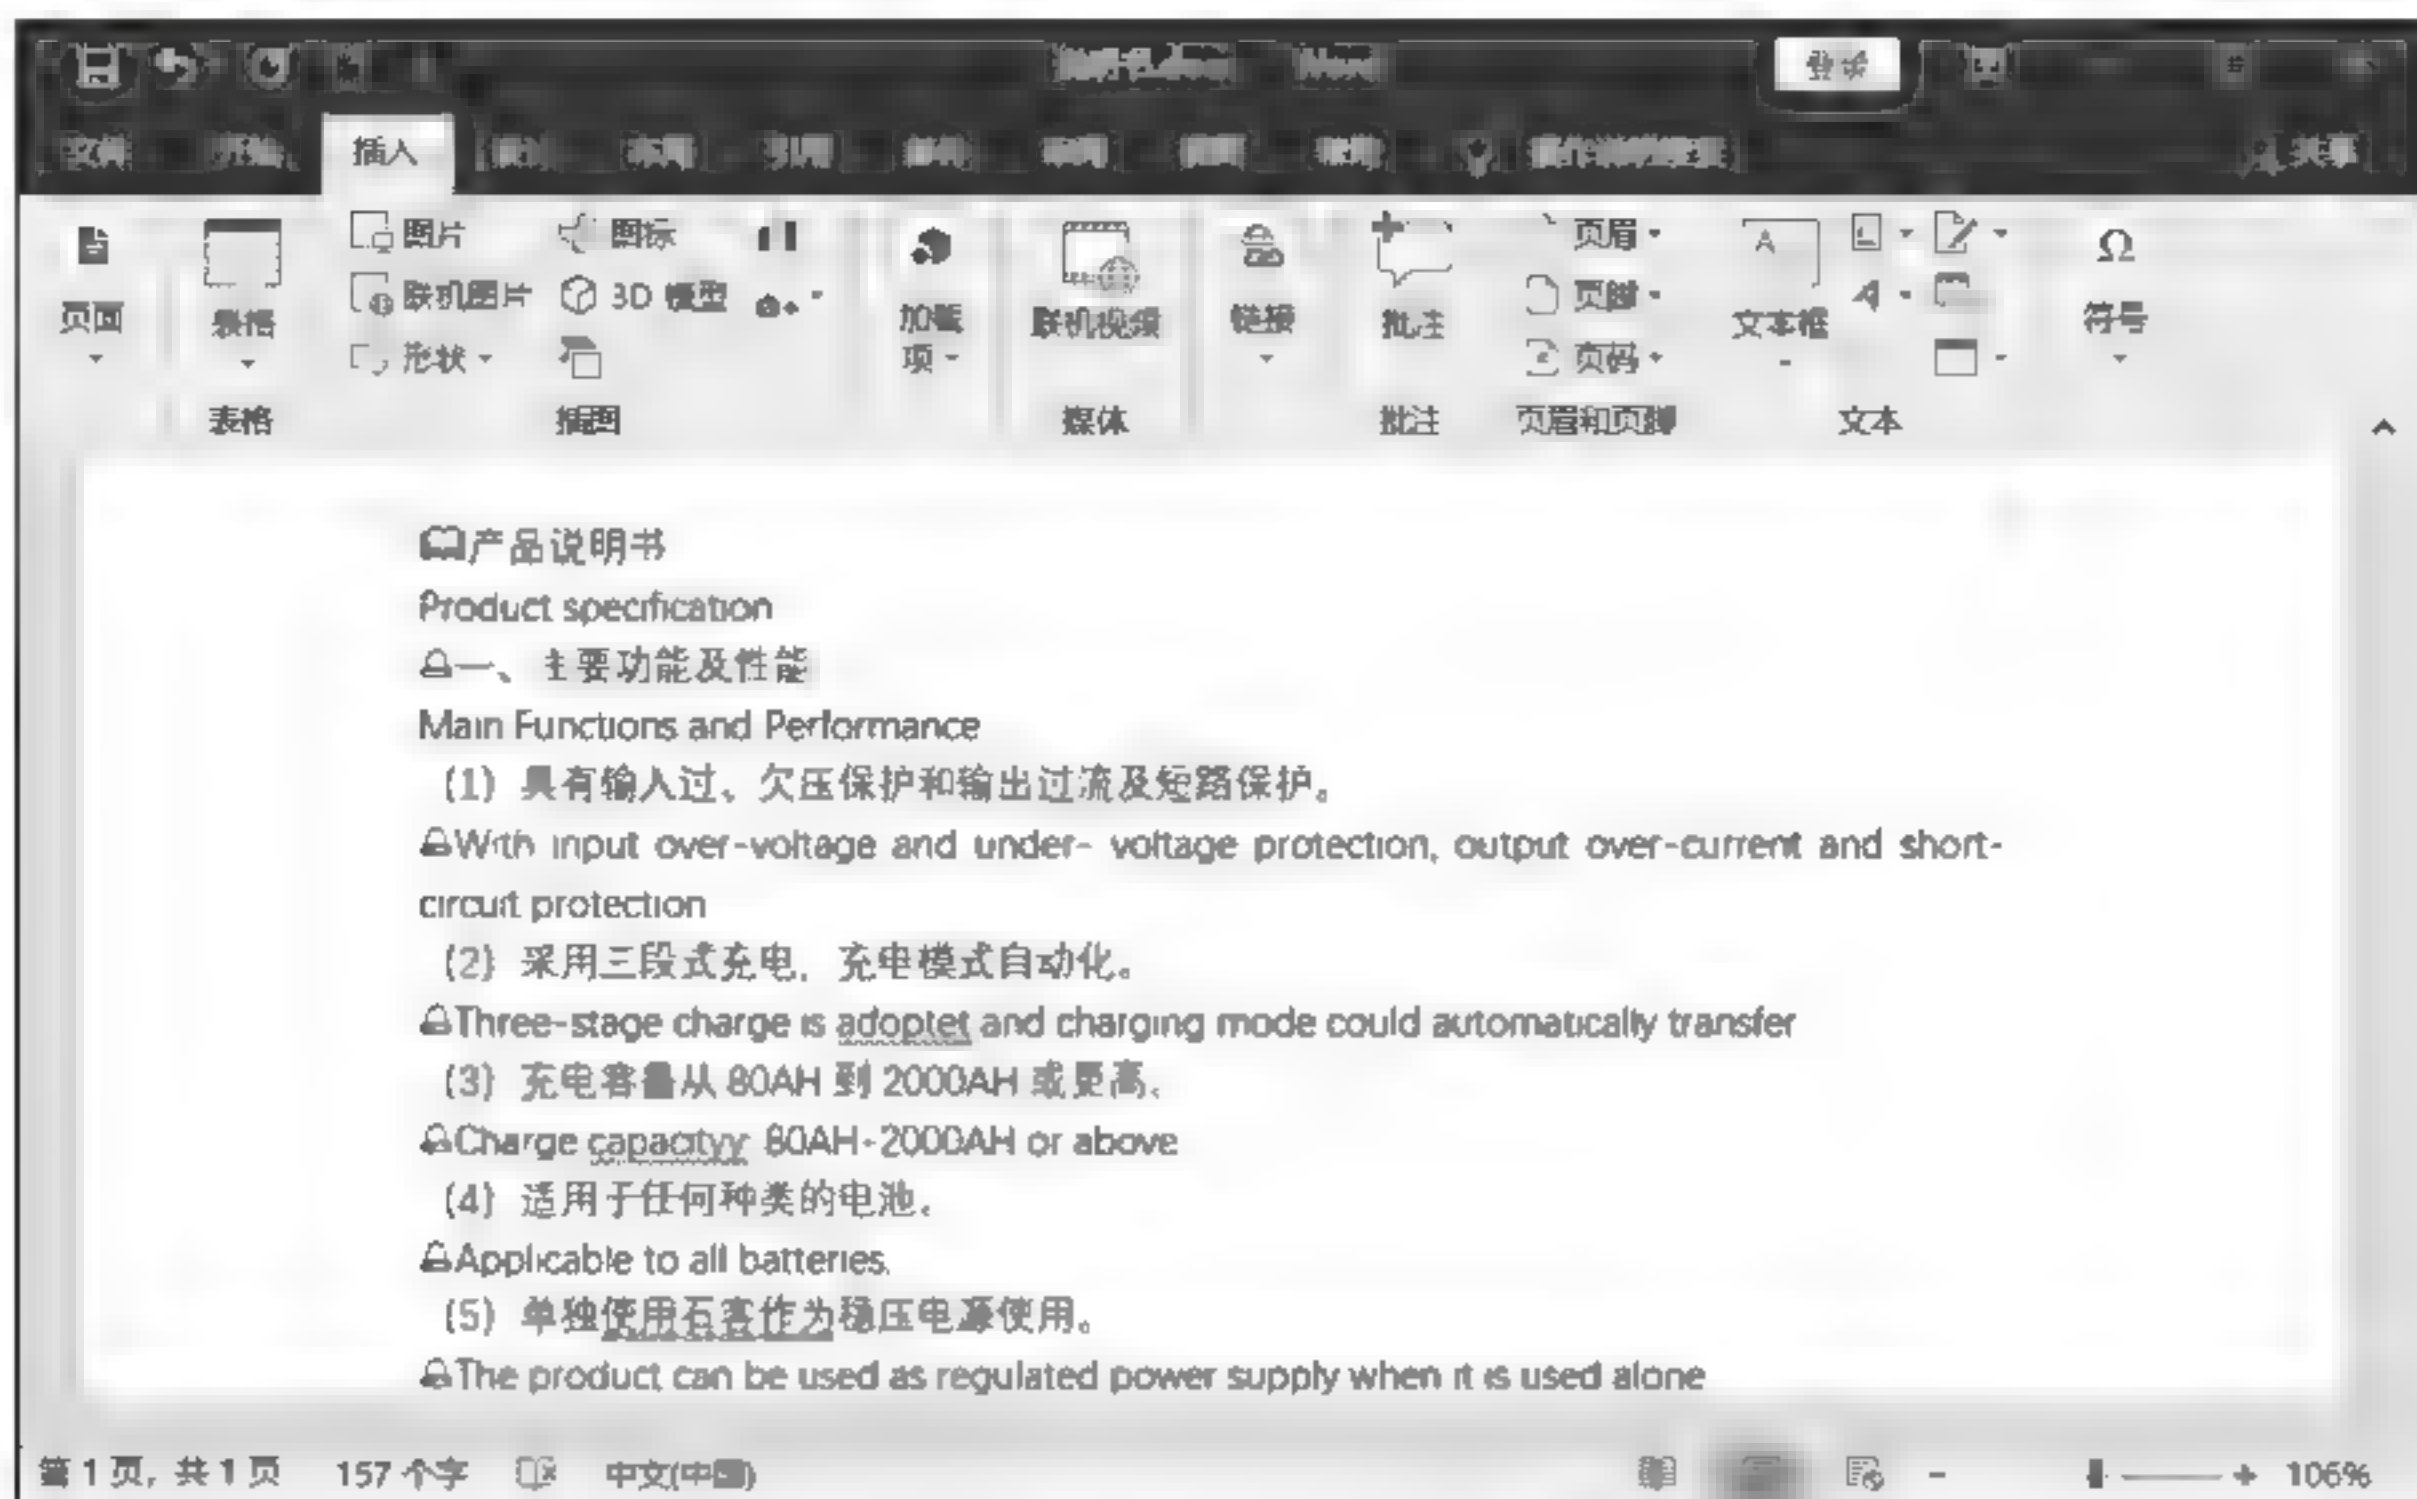 登录
插入
页面
表格
图片
联机图片
形状
图标
3D 模型
加载
项
联机视频
链接
批注
页眉
页脚
页码
文本框
符号
表格
插图
媒体
批注
页眉和页脚
文本
产品说明书
Product specification
一、主要功能及性能
Main Functions and Performance
(1) 具有输入过、欠压保护和输出过流及短路保护。
With input over-voltage and under- voltage protection, output over-current and short-
circuit protection
(2) 采用三段式充电, 充电模式自动化。
Three-stage charge is adoptet and charging mode could automatically transfer
(3) 充电容量从 80AH 到 2000AH 或更高、
Charge capacityy 80AH-2000AH or above
(4) 适用于任何种类的电池。
Applicable to all batteries.
(5) 单独使用石客作为稳压电源使用。
The product can be used as regulated power supply when it is used alone
第 1 页, 共 1 页 157 个字 中文(中国) 106%